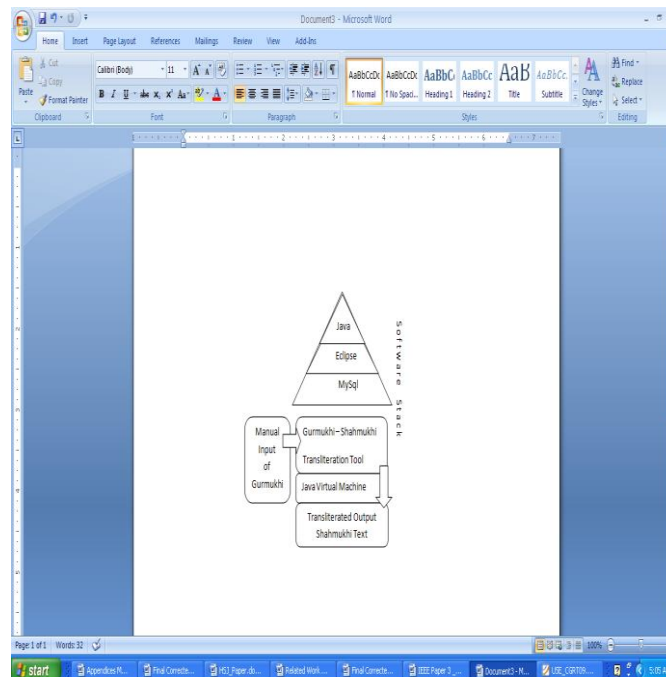 Document3 - Microsoft Word
Home Insert Page Layout References Mailings Review View Add-Ins
Paste
Cut
Copy
Format Painter
Clipboard
Calibri (Body) 11
Font
Paragraph
AaBbCcDc AaBbCcDc AaBbC AaBbCc AaB AaBbCc.
¶ Normal ¶ No Spaci... Heading 1 Heading 2 Title Subtitle
Change Styles
Styles
Find
Replace
Select
Editing
Java
Eclipse
MySql
Software Stack
Manual
Input
of
Gurmukhi
Gurmukhi – Shahmukhi
Transliteration Tool
Java Virtual Machine
Transliterated Output
Shahmukhi Text
Page: 1 of 1 Words: 32 100%
start Appendices M... Final Correcte... HSJ_Paper.do... Related Work ... Final Correcte... IEEE Paper 3 _... Document3 - M... USE_CGRT09.... 5:05 A